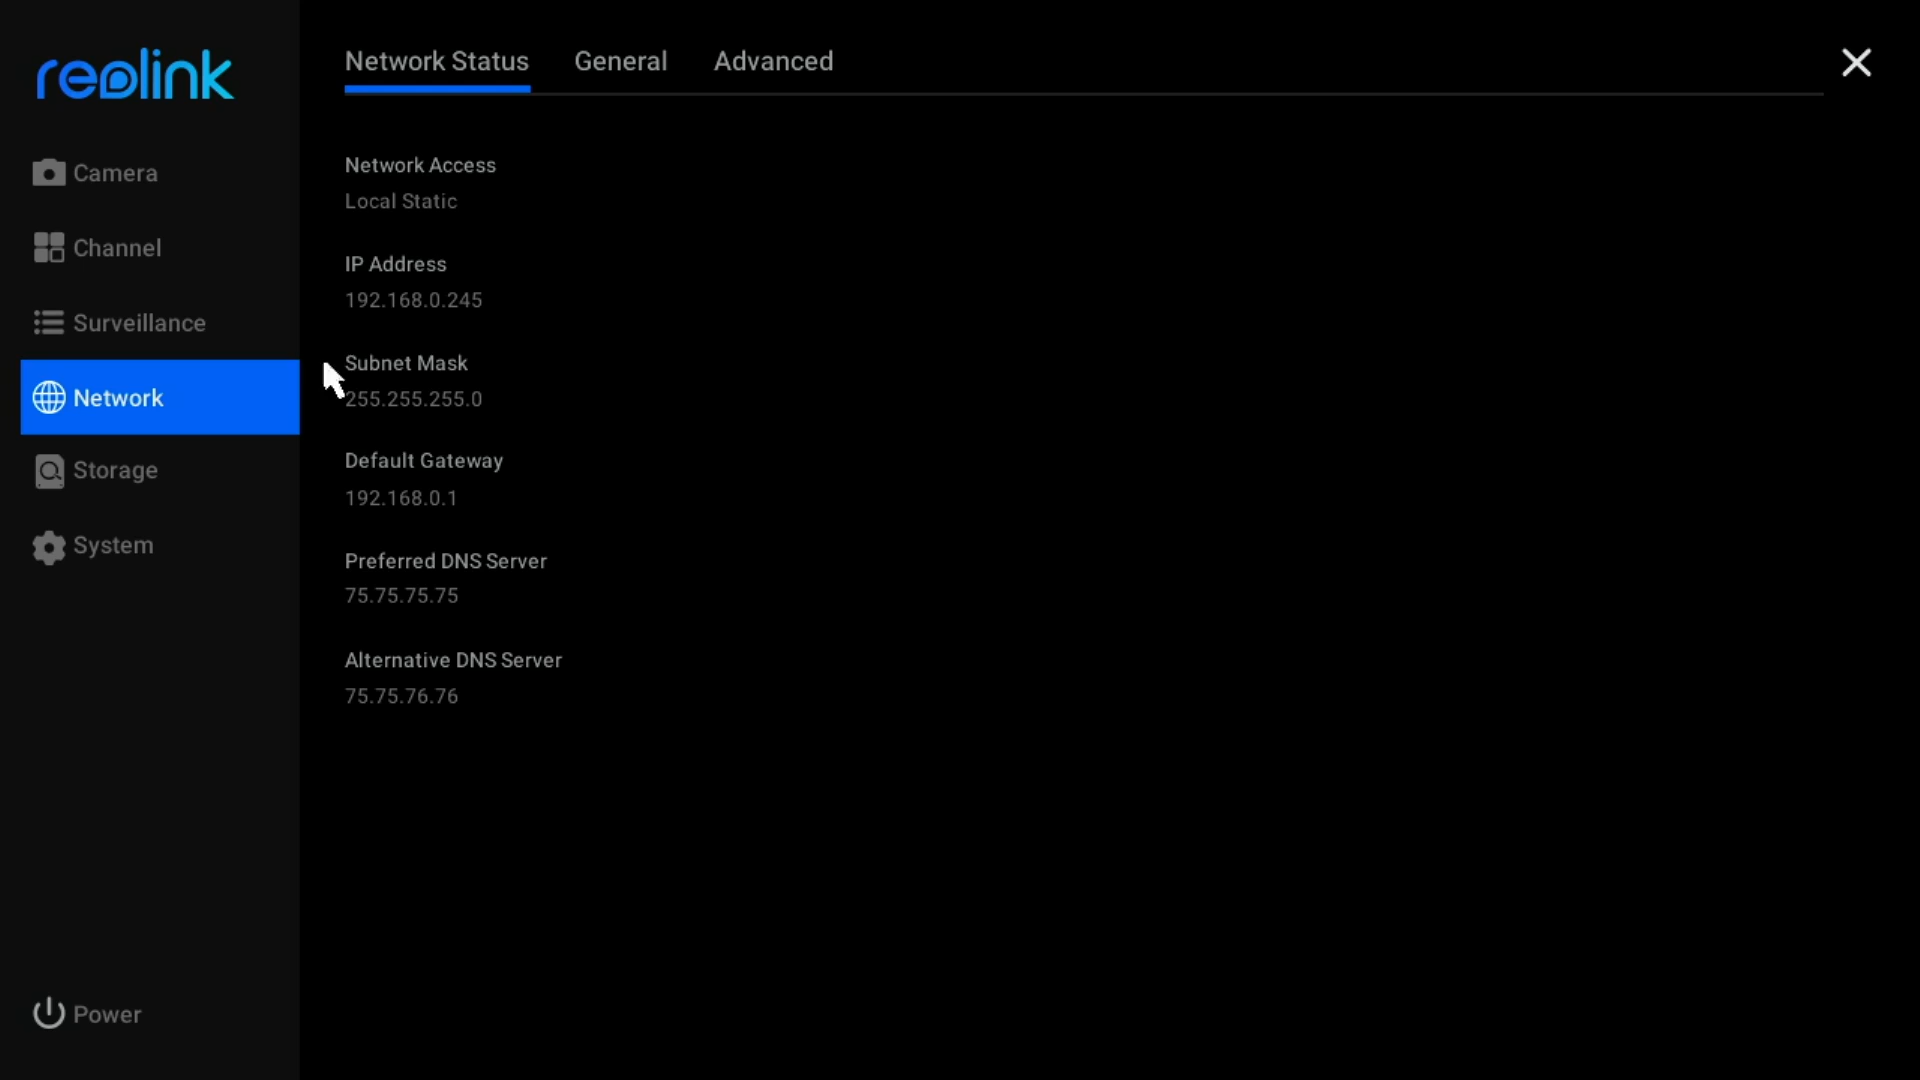 reolink
Camera
Channel
Surveillance
Network
Storage
System
Power
Network Status General Advanced
Network Access
Local Static
IP Address
192.168.0.245
Subnet Mask
255.255.255.0
Default Gateway
192.168.0.1
Preferred DNS Server
75.75.75.75
Alternative DNS Server
75.75.76.76